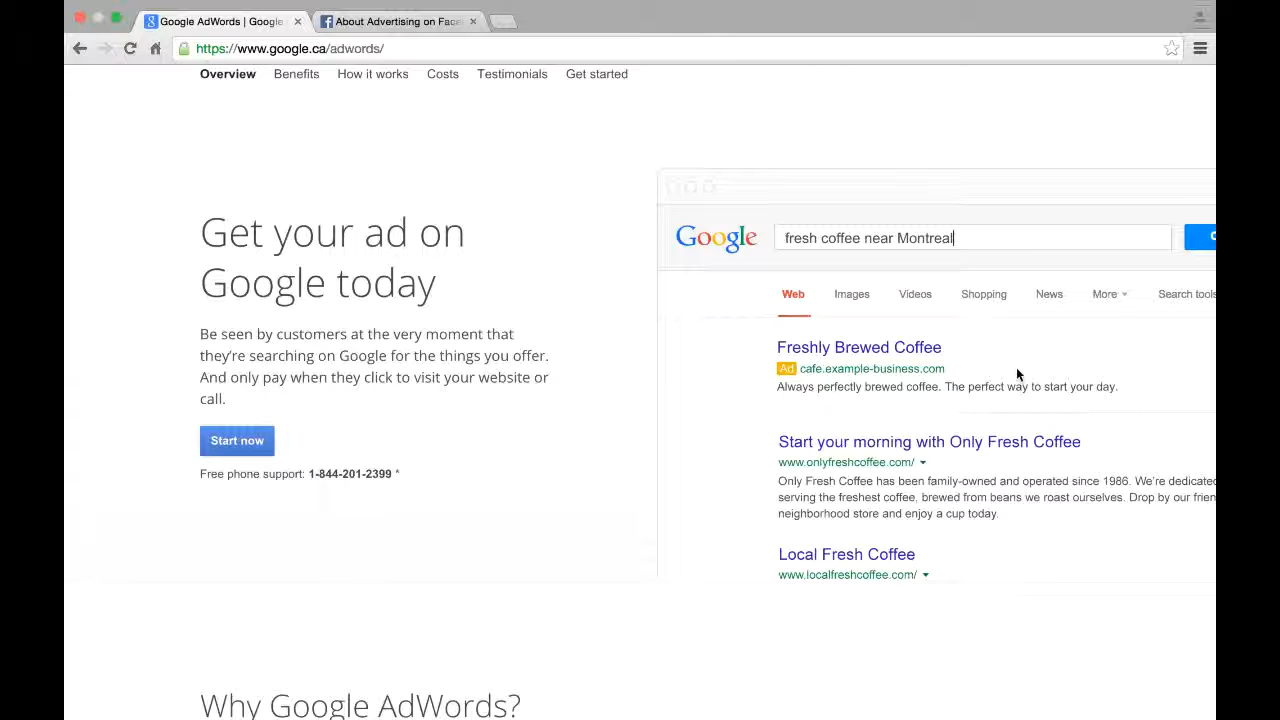 Google AdWords | Google
About Advertising on Face
https://www.google.ca/adwords/
Overview Benefits How it works Costs Testimonials Get started
Get your ad on
Google today
Be seen by customers at the very moment that
they're searching on Google for the things you offer.
And only pay when they click to visit your website or
call.
Start now
Free phone support: 1-844-201-2399 *
Google fresh coffee near Montreal
Web Images Videos Shopping News More Search tools
Freshly Brewed Coffee
Ad cafe.example-business.com
Always perfectly brewed coffee. The perfect way to start your day.
Start your morning with Only Fresh Coffee
www.onlyfreshcoffee.com/
Only Fresh Coffee has been family-owned and operated since 1986. We're dedicated
serving the freshest coffee, brewed from beans we roast ourselves. Drop by our
neighborhood store and enjoy a cup today.
Local Fresh Coffee
www.localfreshcoffee.com/
Why Google AdWords?